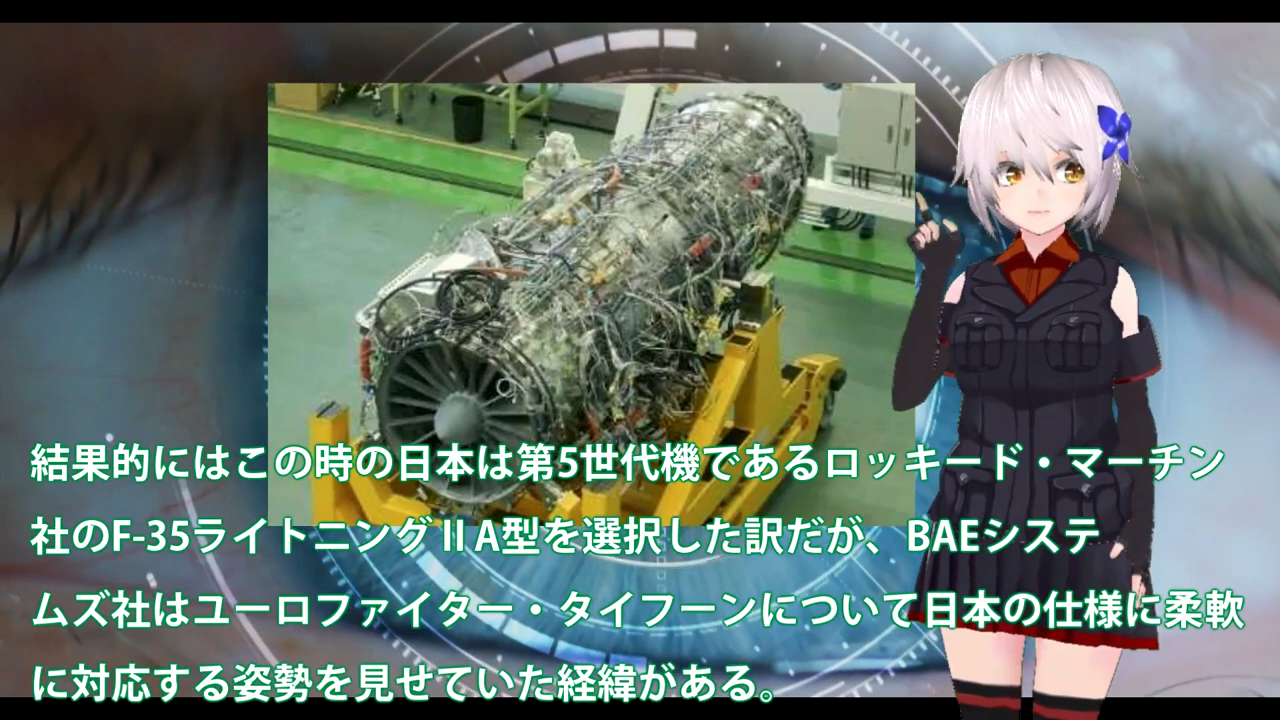 結果的にはこの時の日本は第5世代機であるロッキード・マーチン
社のF-35ライトニングⅡA型を選択した訳だが、BAEシステ
ムズ社はユーロファイター・タイフーンについて日本の仕様に柔軟
に対応する姿勢を見せていた経緯がある。